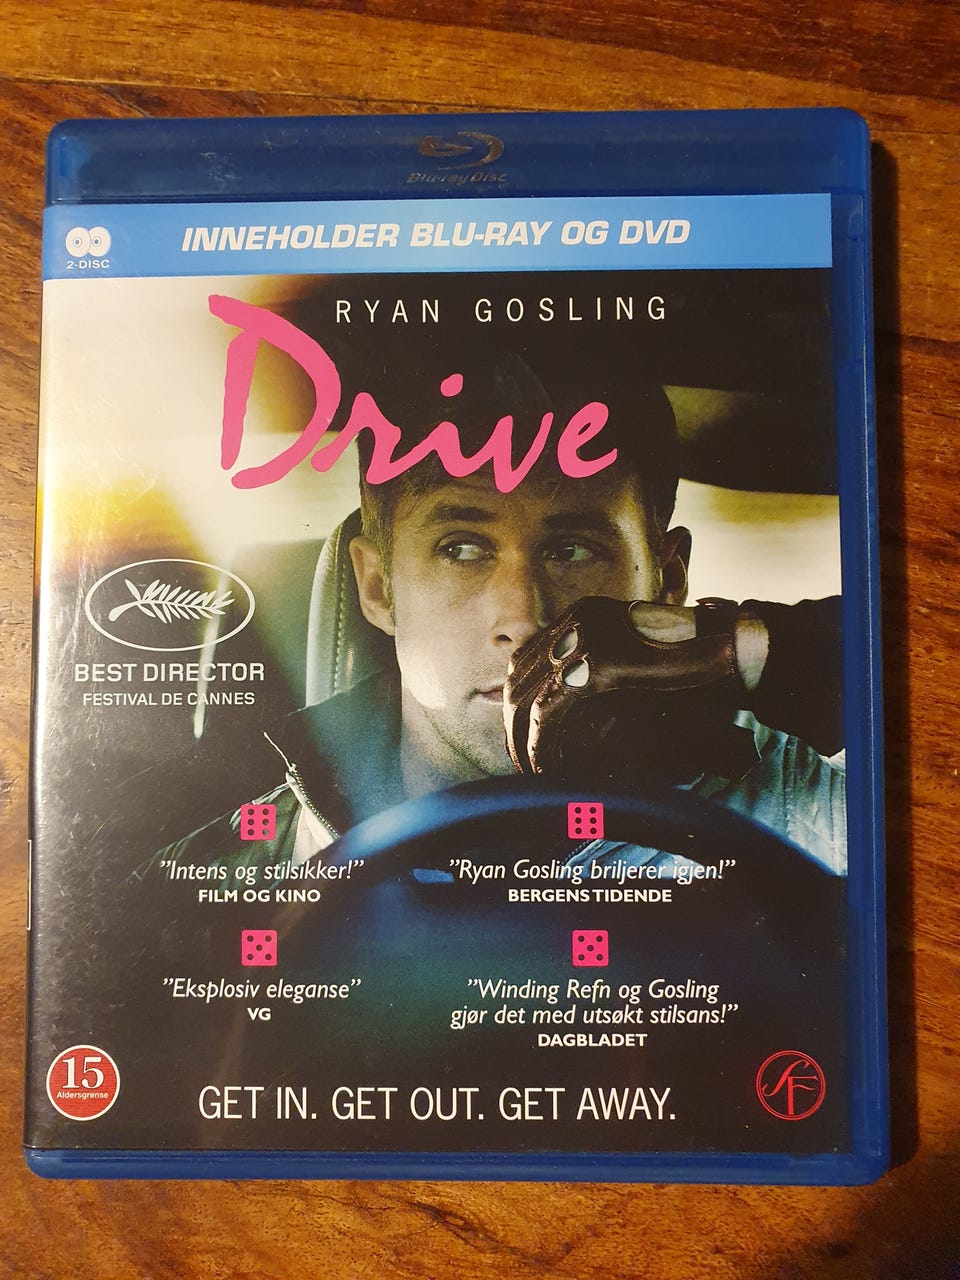 Blu-ray Disc
2-DISC
INNEHOLDER BLU-RAY OG DVD
RYAN GOSLING
Drive
BEST DIRECTOR
FESTIVAL DE CANNES
”Intens og stilsikker!”
FILM OG KINO
”Ryan Gosling briljerer igjen!”
BERGENS TIDENDE
”Eksplosiv eleganse”
VG
”Winding Refn og Gosling
gjør det med utsøkt stilsans!”
DAGBLADET
15
Aldersgrense
GET IN. GET OUT. GET AWAY.
SF